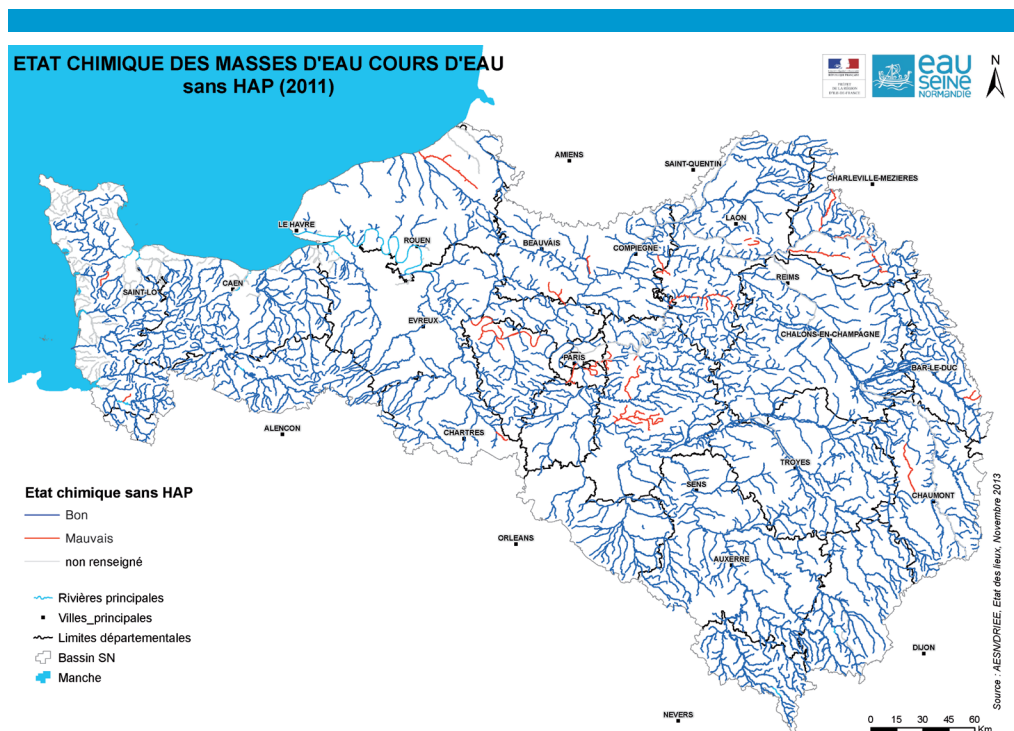 ETAT CHIMIQUE DES MASSES D'EAU COURS D'EAU
sans HAP (2011)
eau
SEINE
NORMANDIE
N
AMIENS
SAINT-QUENTIN
CHARLEVILLE-MEZIERES
LAON
LE HAVRE
ROUEN
BEAUVAIS
COMPIEGNE
REIMS
SAINT-LO
CAEN
EVREUX
CHALONS-EN-CHAMPAGNE
PARIS
BAR-LE-DUC
ALENCON
CHARTRES
TROYES
SENS
CHAUMONT
ORLEANS
AUXERRE
DIJON
NEVERS
Etat chimique sans HAP
Bon
Mauvais
non renseigné
Rivières principales
Villes_principales
Limites départementales
Bassin SN
Manche
Source : AESN/DRIEE, Etat des lieux, Novembre 2013
0 15 30 45 60
Km